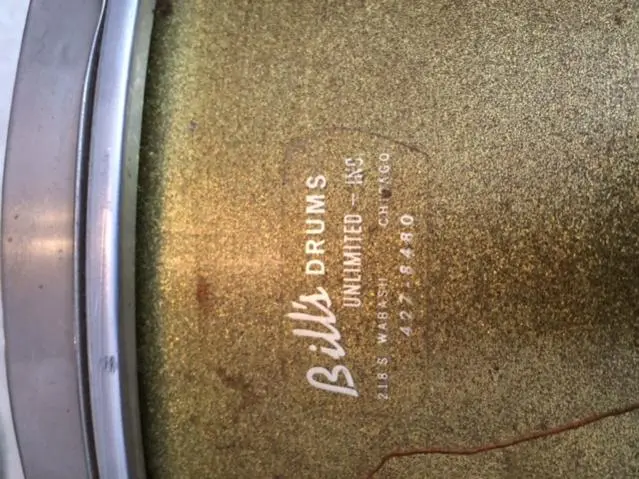 Bill's DRUMS
UNLIMITED - INC.
218 S WABASH CHICAGO
427-8480